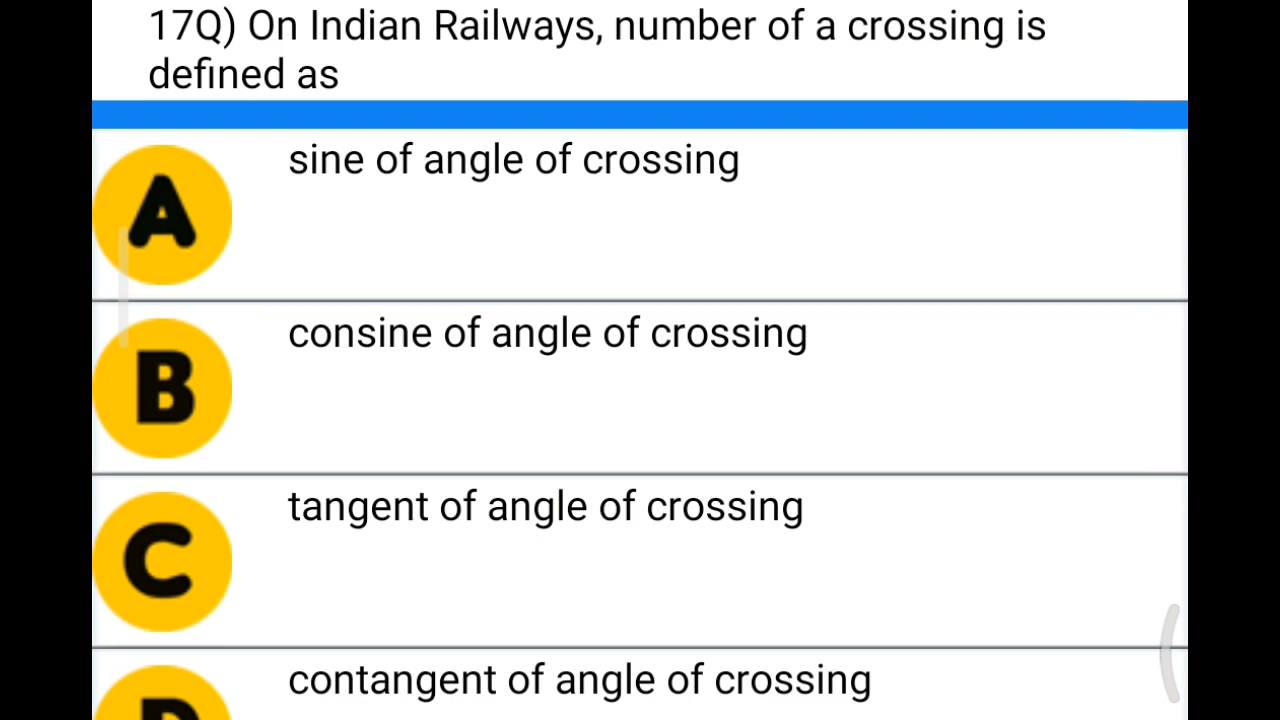 17Q) On Indian Railways, number of a crossing is
defined as
A
sine of angle of crossing
B
consine of angle of crossing
C
tangent of angle of crossing
D
contangent of angle of crossing